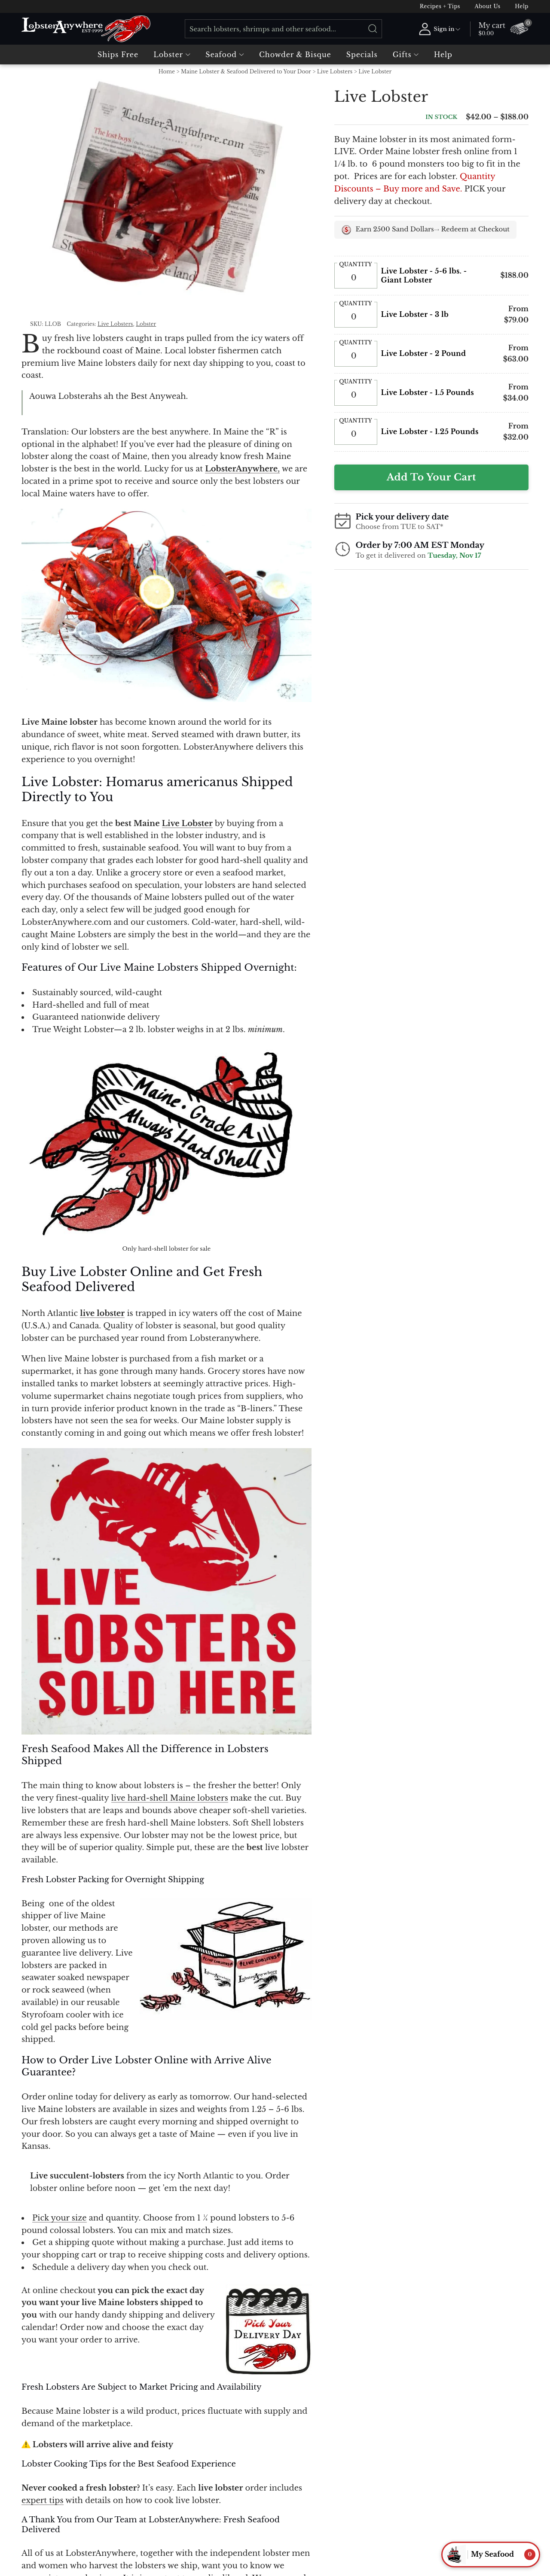 Recipes + Tips About Us Help
LobsterAnywhere
EST 1999
Search lobsters, shrimps and other seafood...
Sign in
My cart
$0.00
0
Ships Free Lobster Seafood Chowder & Bisque Specials Gifts Help
Home > Maine Lobster & Seafood Delivered to Your Door > Live Lobsters > Live Lobster
LobsterAnywhere.com
The lost boys
Live Lobster
IN STOCK $42.00 – $188.00
Buy Maine lobster in its most animated form-
LIVE. Order Maine lobster fresh online from 1
1/4 lb. to 6 pound monsters too big to fit in the
pot. Prices are for each lobster. Quantity
Discounts – Buy more and Save. PICK your
delivery day at checkout.
Earn 2500 Sand Dollars - Redeem at Checkout
QUANTITY
0
Live Lobster - 5-6 lbs. -
Giant Lobster
$188.00
QUANTITY
0
Live Lobster - 3 lb
From
$79.00
QUANTITY
0
Live Lobster - 2 Pound
From
$63.00
QUANTITY
0
Live Lobster - 1.5 Pounds
From
$34.00
QUANTITY
0
Live Lobster - 1.25 Pounds
From
$32.00
Add To Your Cart
Pick your delivery date
Choose from TUE to SAT*
Order by 7:00 AM EST Monday
To get it delivered on Tuesday, Nov 17
SKU: LLOB Categories: Live Lobsters, Lobster
Buy fresh live lobsters caught in traps pulled from the icy waters off
the rockbound coast of Maine. Local lobster fishermen catch
premium live Maine lobsters daily for next day shipping to you, coast to
coast.
Aouwa Lobsterahs ah the Best Anyweah.
Translation: Our lobsters are the best anywhere. In Maine the “R” is
optional in the alphabet! If you’ve ever had the pleasure of dining on
lobster along the coast of Maine, then you already know fresh Maine
lobster is the best in the world. Lucky for us at LobsterAnywhere, we are
located in a prime spot to receive and source only the best lobsters our
local Maine waters have to offer.
Live Maine lobster has become known around the world for its
abundance of sweet, white meat. Served steamed with drawn butter, its
unique, rich flavor is not soon forgotten. LobsterAnywhere delivers this
experience to you overnight!
Live Lobster: Homarus americanus Shipped
Directly to You
Ensure that you get the best Maine Live Lobster by buying from a
company that is well established in the lobster industry, and is
committed to fresh, sustainable seafood. You will want to buy from a
lobster company that grades each lobster for good hard-shell quality and
fly out a ton a day. Unlike a grocery store or even a seafood market,
which purchases seafood on speculation, your lobsters are hand selected
every day. Of the thousands of Maine lobsters pulled out of the water
each day, only a select few will be judged good enough for
LobsterAnywhere.com and our customers. Cold-water, hard-shell, wild-
caught Maine Lobsters are simply the best in the world—and they are the
only kind of lobster we sell.
Features of Our Live Maine Lobsters Shipped Overnight:
• Sustainably sourced, wild-caught
• Hard-shelled and full of meat
• Guaranteed nationwide delivery
• True Weight Lobster—a 2 lb. lobster weighs in at 2 lbs. minimum.
Maine • Grade A
Always Hard Shell
Only hard-shell lobster for sale
Buy Live Lobster Online and Get Fresh
Seafood Delivered
North Atlantic live lobster is trapped in icy waters off the cost of Maine
(U.S.A.) and Canada. Quality of lobster is seasonal, but good quality
lobster can be purchased year round from Lobsteranywhere.
When live Maine lobster is purchased from a fish market or a
supermarket, it has gone through many hands. Grocery stores have now
installed tanks to market lobsters at seemingly attractive prices. High-
volume supermarket chains negotiate tough prices from suppliers, who
in turn provide inferior product known in the trade as “B-liners.” These
lobsters have not seen the sea for weeks. Our Maine lobster supply is
constantly coming in and going out which means we offer fresh lobster!
LIVE
LOBSTERS
SOLD HERE
Fresh Seafood Makes All the Difference in Lobsters
Shipped
The main thing to know about lobsters is – the fresher the better! Only
the very finest-quality live hard-shell Maine lobsters make the cut. Buy
live lobsters that are leaps and bounds above cheaper soft-shell varieties.
Remember these are fresh hard-shell Maine lobsters. Soft Shell lobsters
are always less expensive. Our lobster may not be the lowest price, but
they will be of superior quality. Simple put, these are the best live lobster
available.
Fresh Lobster Packing for Overnight Shipping
Being one of the oldest
shipper of live Maine
lobster, our methods are
proven allowing us to
guarantee live delivery. Live
lobsters are packed in
seawater soaked newspaper
or rock seaweed (when
available) in our reusable
Styrofoam cooler with ice
cold gel packs before being
shipped.
LIVE LOBSTERS
LIVE LOBSTERS
LobsterAnywhere
LobsterAnywhere
How to Order Live Lobster Online with Arrive Alive
Guarantee?
Order online today for delivery as early as tomorrow. Our hand-selected
live Maine lobsters are available in sizes and weights from 1.25 – 5-6 lbs.
Our fresh lobsters are caught every morning and shipped overnight to
your door. So you can always get a taste of Maine — even if you live in
Kansas.
Live succulent-lobsters from the icy North Atlantic to you. Order
lobster online before noon — get ’em the next day!
• Pick your size and quantity. Choose from 1 ¼ pound lobsters to 5-6
pound colossal lobsters. You can mix and match sizes.
• Get a shipping quote without making a purchase. Just add items to
your shopping cart or trap to receive shipping costs and delivery options.
• Schedule a delivery day when you check out.
At online checkout you can pick the exact day
you want your live Maine lobsters shipped to
you with our handy dandy shipping and delivery
calendar! Order now and choose the exact day
you want your order to arrive.
Pick Your
DELIVERY DAY
Fresh Lobsters Are Subject to Market Pricing and Availability
Because Maine lobster is a wild product, prices fluctuate with supply and
demand of the marketplace.
⚠️ Lobsters will arrive alive and feisty
Lobster Cooking Tips for the Best Seafood Experience
Never cooked a fresh lobster? It’s easy. Each live lobster order includes
expert tips with details on how to cook live lobster.
A Thank You from Our Team at LobsterAnywhere: Fresh Seafood
Delivered
All of us at LobsterAnywhere, together with the independent lobster men
and women who harvest the lobsters we ship, want you to know we
My Seafood 0